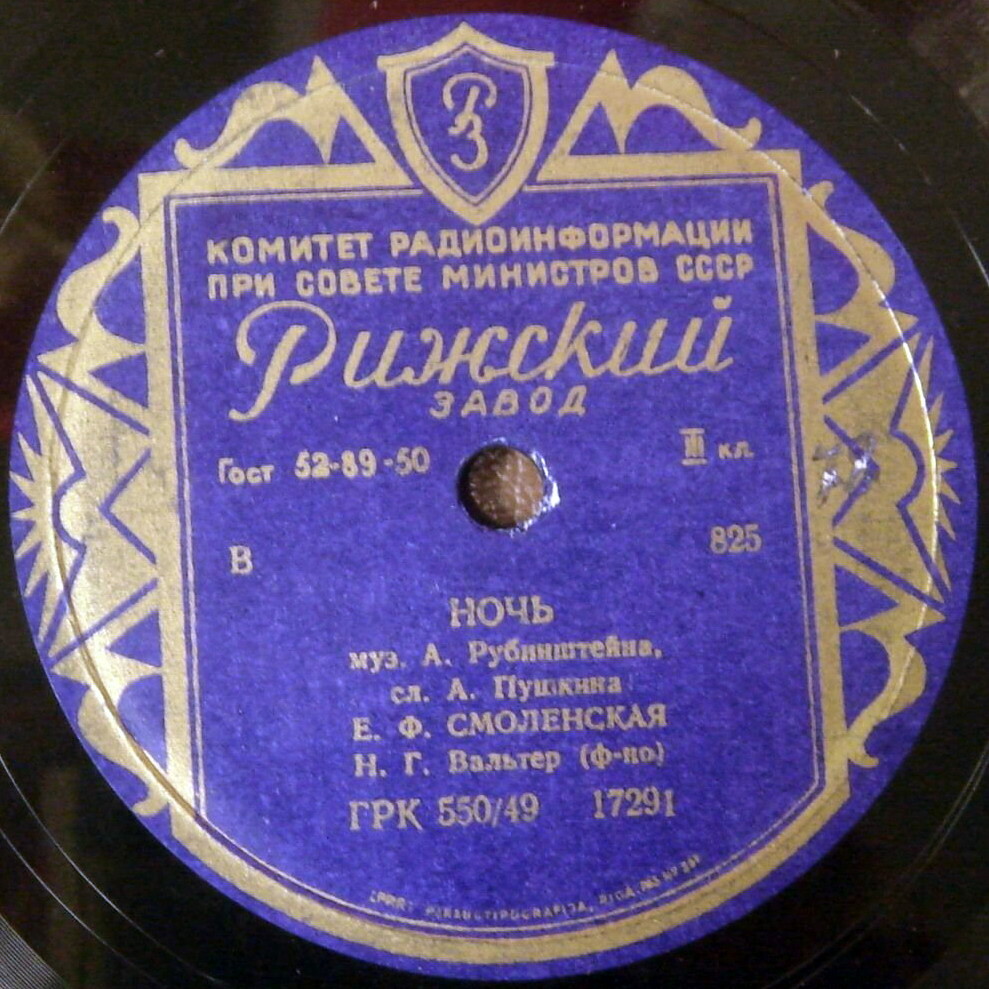 РЗ
КОМИТЕТ РАДИОИНФОРМАЦИИ
ПРИ СОВЕТЕ МИНИСТРОВ СССР
Рижский
ЗАВОД
Гост 52-89-50 III кл.
В 825
НОЧЬ
муз. А. Рубинштейна,
сл. А. Пушкина
Е. Ф. СМОЛЕНСКАЯ
Н. Г. Вальтер (ф-но)
ГРК 550/49 17291
RIGA